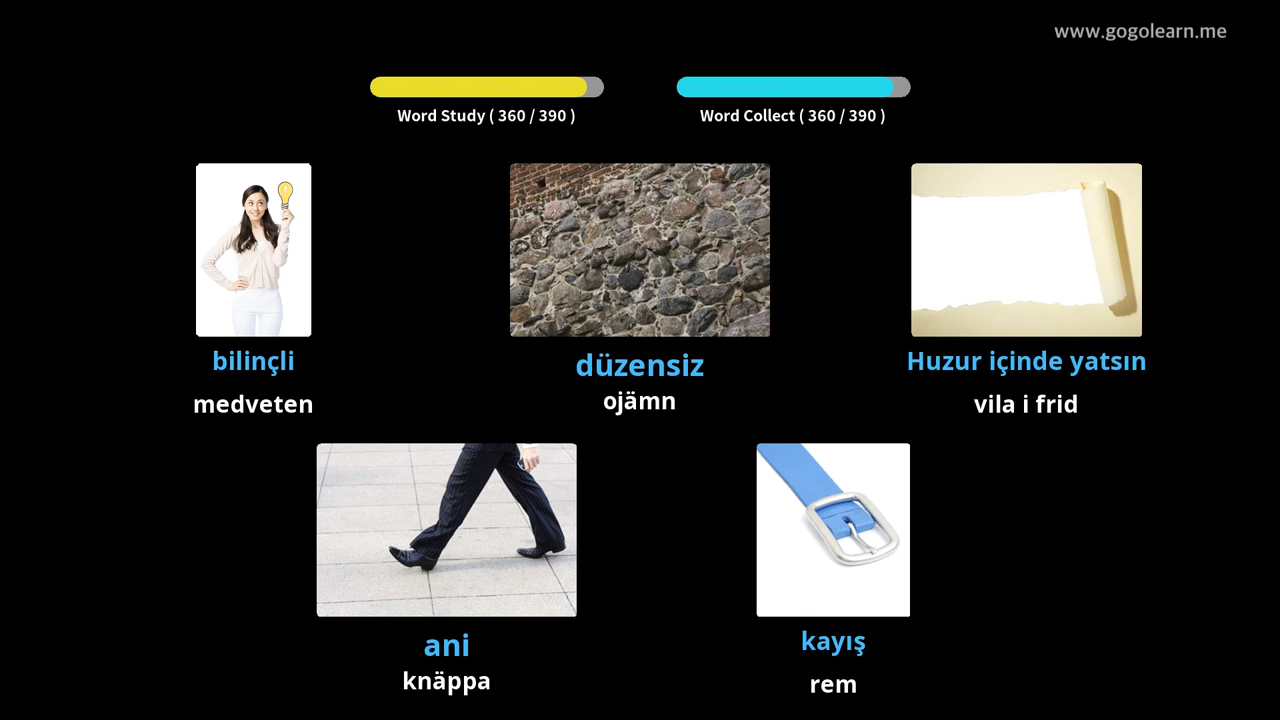 www.gogolearn.me
Word Study ( 360 / 390 )
Word Collect ( 360 / 390 )
bilinçli
medveten
düzensiz
ojämn
Huzur içinde yatsın
vila i frid
ani
knäppa
kayış
rem